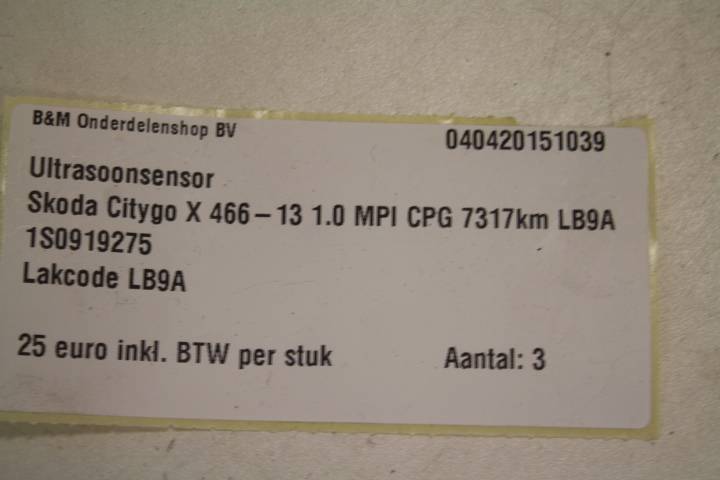 B&M Onderdelenshop BV 040420151039
Ultrasoonsensor
Skoda Citygo X 466-13 1.0 MPI CPG 7317km LB9A
1S0919275
Lakcode LB9A
25 euro inkl. BTW per stuk Aantal: 3